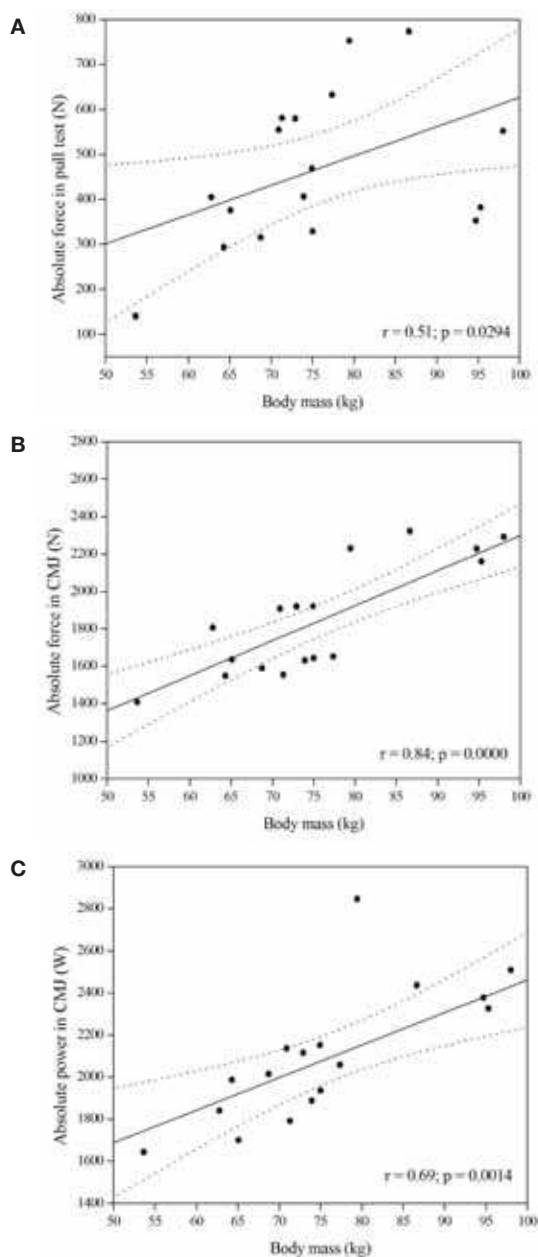 A
800
700
600
500
400
300
200
100
Absolute force in pull test (N)
r = 0.51; p = 0.0294
50 55 60 65 70 75 80 85 90 95 100
Body mass (kg)
B
2800
2600
2400
2200
2000
1800
1600
1400
1200
1000
Absolute force in CMJ (N)
r = 0.84; p = 0.0000
50 55 60 65 70 75 80 85 90 95 100
Body mass (kg)
C
3000
2800
2600
2400
2200
2000
1800
1600
1400
Absolute power in CMJ (W)
r = 0.69; p = 0.0014
50 55 60 65 70 75 80 85 90 95 100
Body mass (kg)